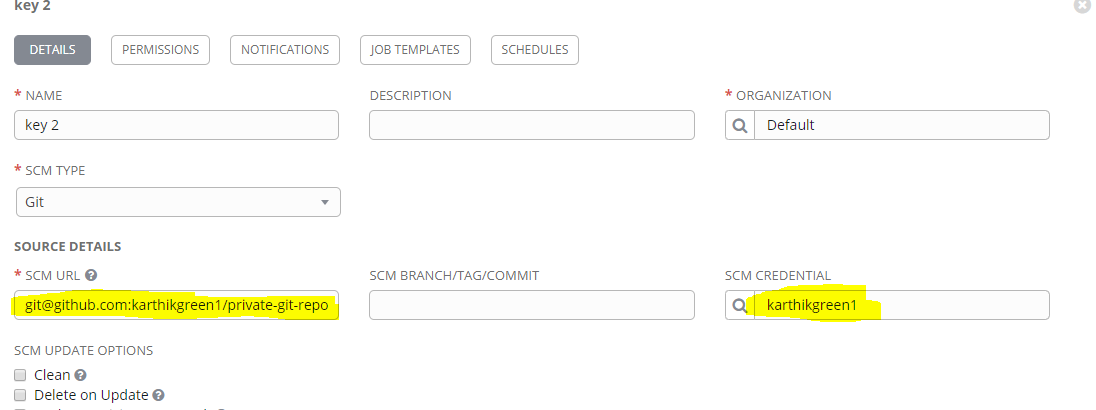 key 2
DETAILS PERMISSIONS NOTIFICATIONS JOB TEMPLATES SCHEDULES
* NAME DESCRIPTION * ORGANIZATION
key 2 Default
* SCM TYPE
Git
SOURCE DETAILS
* SCM URL ? SCM BRANCH/TAG/COMMIT SCM CREDENTIAL
git@github.com:karthikgreen1/private-git-repo karthikgreen1
SCM UPDATE OPTIONS
Clean ?
Delete on Update ?